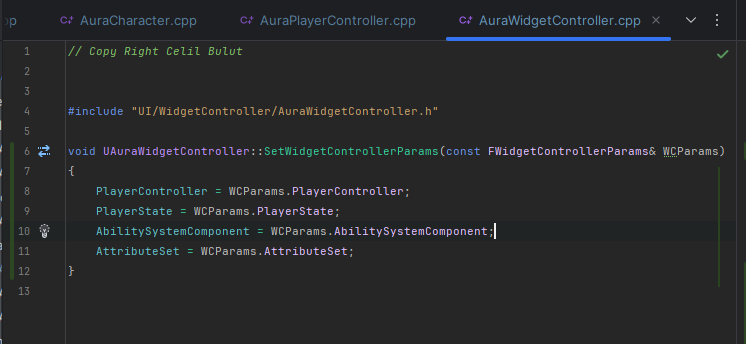 op AuraCharacter.cpp AuraPlayerController.cpp AuraWidgetController.cpp
1 // Copy Right Celil Bulut
2
3
4 #include "UI/WidgetController/AuraWidgetController.h"
5
6 void UAuraWidgetController::SetWidgetControllerParams(const FWidgetControllerParams& WCParams)
7 {
8 PlayerController = WCParams.PlayerController;
9 PlayerState = WCParams.PlayerState;
10 AbilitySystemComponent = WCParams.AbilitySystemComponent;
11 AttributeSet = WCParams.AttributeSet;
12 }
13